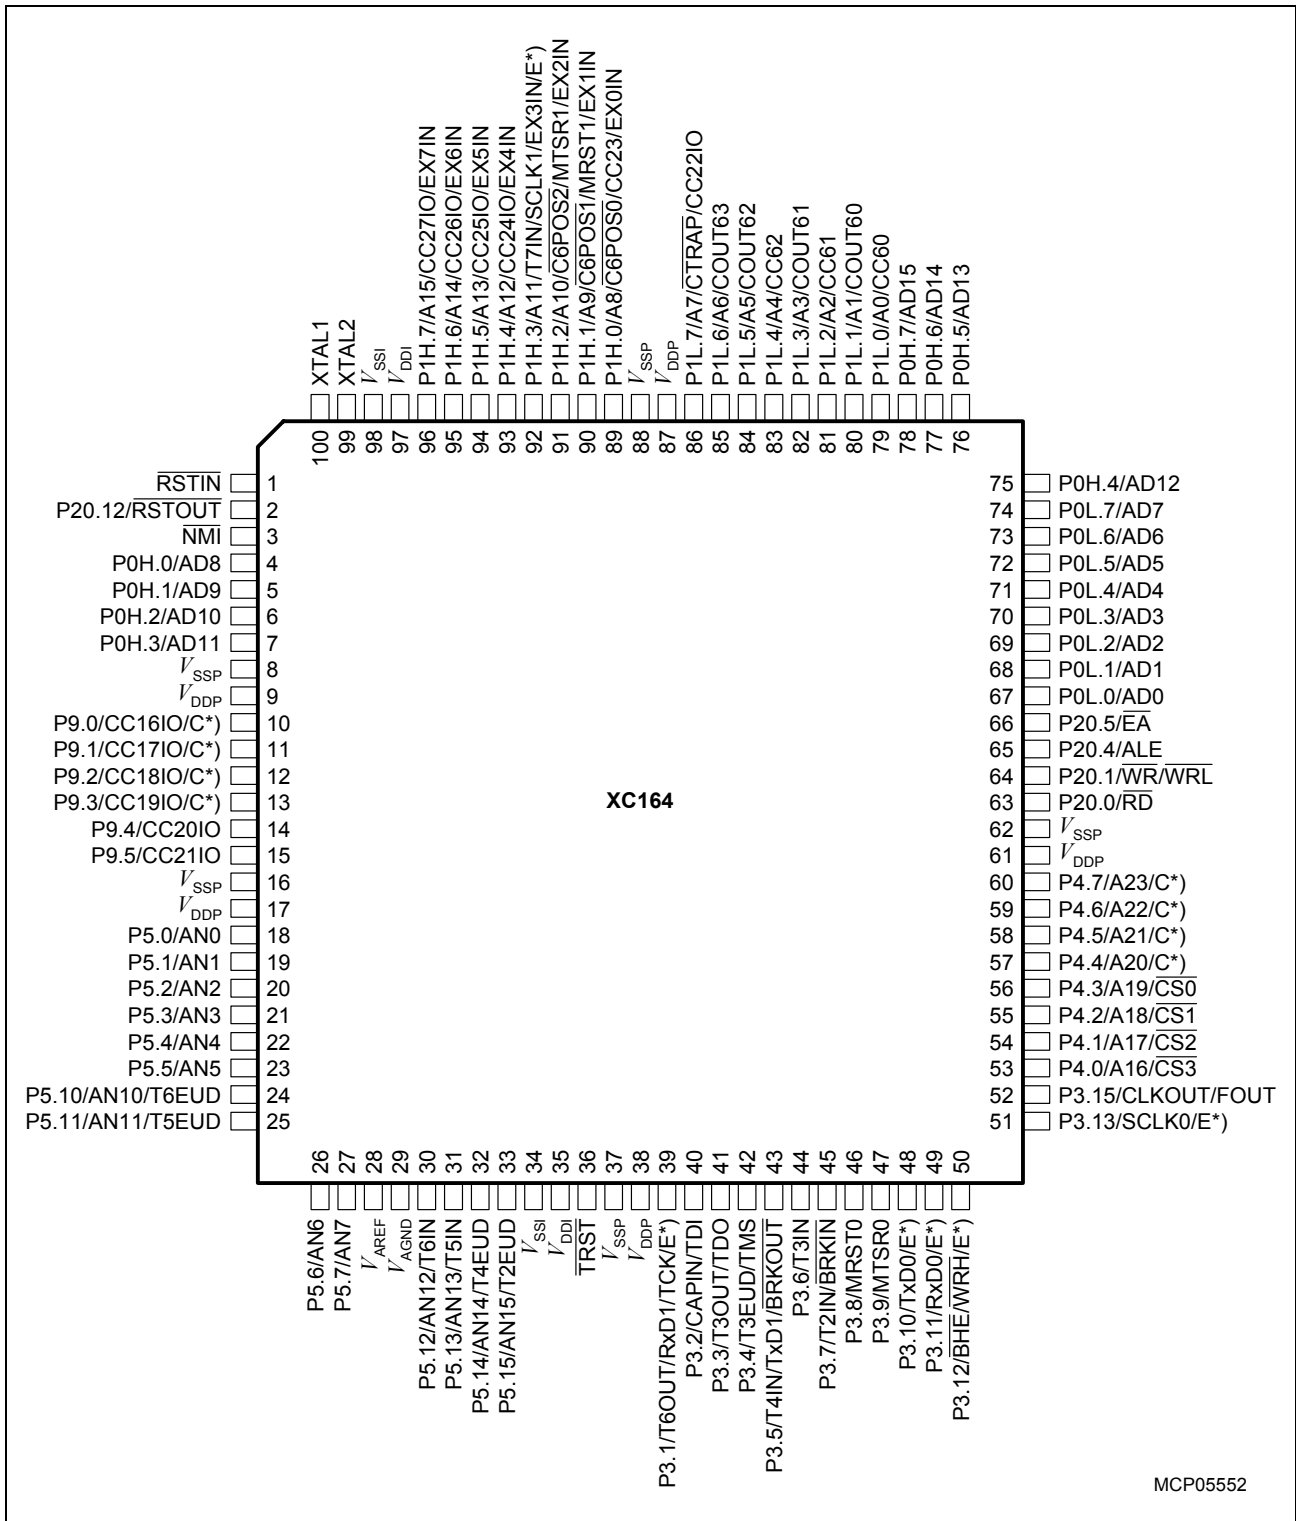 XTAL1
XTAL2
VSSI
VDDI
P1H.7/A15/CC27IO/EX7IN
P1H.6/A14/CC26IO/EX6IN
P1H.5/A13/CC25IO/EX5IN
P1H.4/A12/CC24IO/EX4IN
P1H.3/A11/T7IN/SCLK1/EX3IN/E*)
P1H.2/A10/C6POS2/MTSR1/EX2IN
P1H.1/A9/C6POS1/MRST1/EX1IN
P1H.0/A8/C6POS0/CC23/EX0IN
VSSP
VDDP
P1L.7/A7/CTRAP/CC22IO
P1L.6/A6/COUT63
P1L.5/A5/COUT62
P1L.4/A4/CC62
P1L.3/A3/COUT61
P1L.2/A2/CC61
P1L.1/A1/COUT60
P1L.0/A0/CC60
P0H.7/AD15
P0H.6/AD14
P0H.5/AD13
100 99 98 97 96 95 94 93 92 91 90 89 88 87 86 85 84 83 82 81 80 79 78 77 76
RSTIN 1
P20.12/RSTOUT 2
NMI 3
P0H.0/AD8 4
P0H.1/AD9 5
P0H.2/AD10 6
P0H.3/AD11 7
VSSP 8
VDDP 9
P9.0/CC16IO/C*) 10
P9.1/CC17IO/C*) 11
P9.2/CC18IO/C*) 12
P9.3/CC19IO/C*) 13
P9.4/CC20IO 14
P9.5/CC21IO 15
VSSP 16
VDDP 17
P5.0/AN0 18
P5.1/AN1 19
P5.2/AN2 20
P5.3/AN3 21
P5.4/AN4 22
P5.5/AN5 23
P5.10/AN10/T6EUD 24
P5.11/AN11/T5EUD 25
XC164
75 P0H.4/AD12
74 P0L.7/AD7
73 P0L.6/AD6
72 P0L.5/AD5
71 P0L.4/AD4
70 P0L.3/AD3
69 P0L.2/AD2
68 P0L.1/AD1
67 P0L.0/AD0
66 P20.5/EA
65 P20.4/ALE
64 P20.1/WR/WRL
63 P20.0/RD
62 VSSP
61 VDDP
60 P4.7/A23/C*)
59 P4.6/A22/C*)
58 P4.5/A21/C*)
57 P4.4/A20/C*)
56 P4.3/A19/CS0
55 P4.2/A18/CS1
54 P4.1/A17/CS2
53 P4.0/A16/CS3
52 P3.15/CLKOUT/FOUT
51 P3.13/SCLK0/E*)
26 27 28 29 30 31 32 33 34 35 36 37 38 39 40 41 42 43 44 45 46 47 48 49 50
P5.6/AN6
P5.7/AN7
VAREF
VAGND
P5.12/AN12/T6IN
P5.13/AN13/T5IN
P5.14/AN14/T4EUD
P5.15/AN15/T2EUD
VSSI
VDDI
TRST
VSSP
VDDP
P3.1/T6OUT/RxD1/TCK/E*)
P3.2/CAPIN/TDI
P3.3/T3OUT/TDO
P3.4/T3EUD/TMS
P3.5/T4IN/TxD1/BRKOUT
P3.6/T3IN
P3.7/T2IN/BRKIN
P3.8/MRST0
P3.9/MTSR0
P3.10/TxD0/E*)
P3.11/RxD0/E*)
P3.12/BHE/WRH/E*)
MCP05552